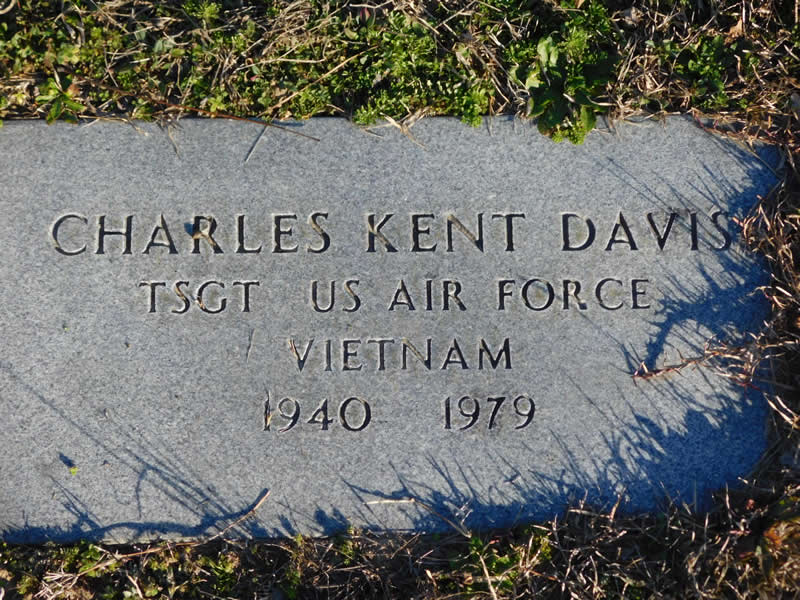 CHARLES KENT DAVIS
TSGT US AIR FORCE
VIETNAM
1940 1979